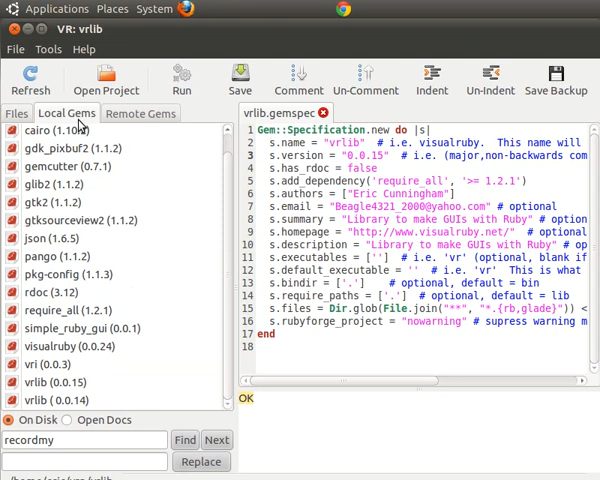 Applications Places System
VR: vrlib
File Tools Help
Refresh Open Project Run Save Comment Un-Comment Indent Un-Indent Save Backup
Files Local Gems Remote Gems
cairo (1.10
gdk_pixbuf2 (1.1.2)
gemcutter (0.7.1)
glib2 (1.1.2)
gtk2 (1.1.2)
gtksourceview2 (1.1.2)
json (1.6.5)
pango (1.1.2)
pkg-config (1.1.3)
rdoc (3.12)
require_all (1.2.1)
simple_ruby_gui (0.0.1)
visualruby (0.0.24)
vri (0.0.3)
vrlib (0.0.15)
vrlib ( 0.0.14)
On Disk Open Docs
recordmy Find Next
Replace
vrlib.gemspec
1 Gem::Specification.new do |s|
2 s.name = "vrlib" # i.e. visualruby. This name will
3 s.version = "0.0.15" # i.e. (major,non-backwards com
4 s.has_rdoc = false
5 s.add_dependency('require_all', '>= 1.2.1')
6 s.authors = ["Eric Cunningham"]
7 s.email = "Beagle4321_2000@yahoo.com" # optional
8 s.summary = "Library to make GUIs with Ruby" # option
9 s.homepage = "http://www.visualruby.net/" # optional
10 s.description = "Library to make GUIs with Ruby" # op
11 s.executables = [''] # i.e. 'vr' (optional, blank if
12 s.default_executable = '' # i.e. 'vr' This is what
13 s.bindir = ['.'] # optional, default = bin
14 s.require_paths = ['.'] # optional, default = lib
15 s.files = Dir.glob(File.join("**", "*.{rb,glade}")) <
16 s.rubyforge_project = "nowarning" # supress warning m
17 end
18
OK